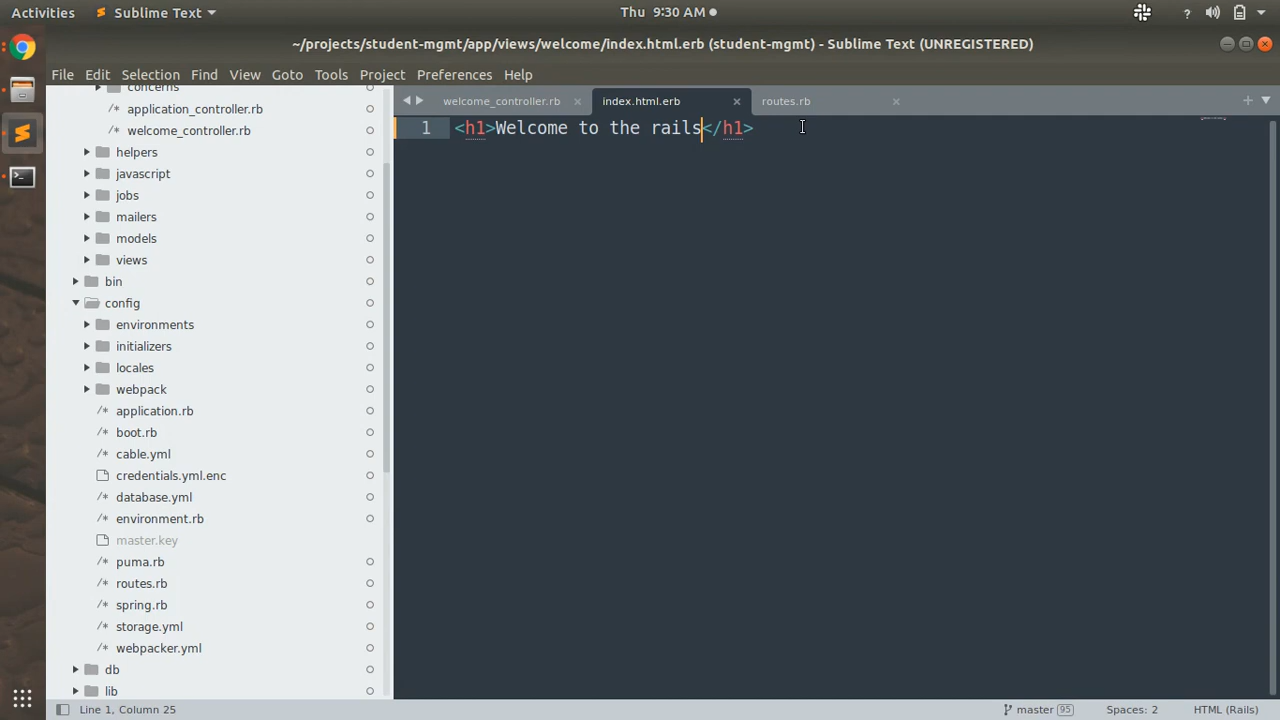 Activities Sublime Text Thu 9:30 AM
~/projects/student-mgmt/app/views/welcome/index.html.erb (student-mgmt) - Sublime Text (UNREGISTERED)
File Edit Selection Find View Goto Tools Project Preferences Help
concerns
/* application_controller.rb
/* welcome_controller.rb
helpers
javascript
jobs
mailers
models
views
bin
config
environments
initializers
locales
webpack
/* application.rb
/* boot.rb
/* cable.yml
credentials.yml.enc
/* database.yml
/* environment.rb
master.key
/* puma.rb
/* routes.rb
/* spring.rb
/* storage.yml
/* webpacker.yml
db
lib
welcome_controller.rb × index.html.erb × routes.rb ×
1 <h1>Welcome to the rails</h1>
Line 1, Column 25 master 95 Spaces: 2 HTML (Rails)